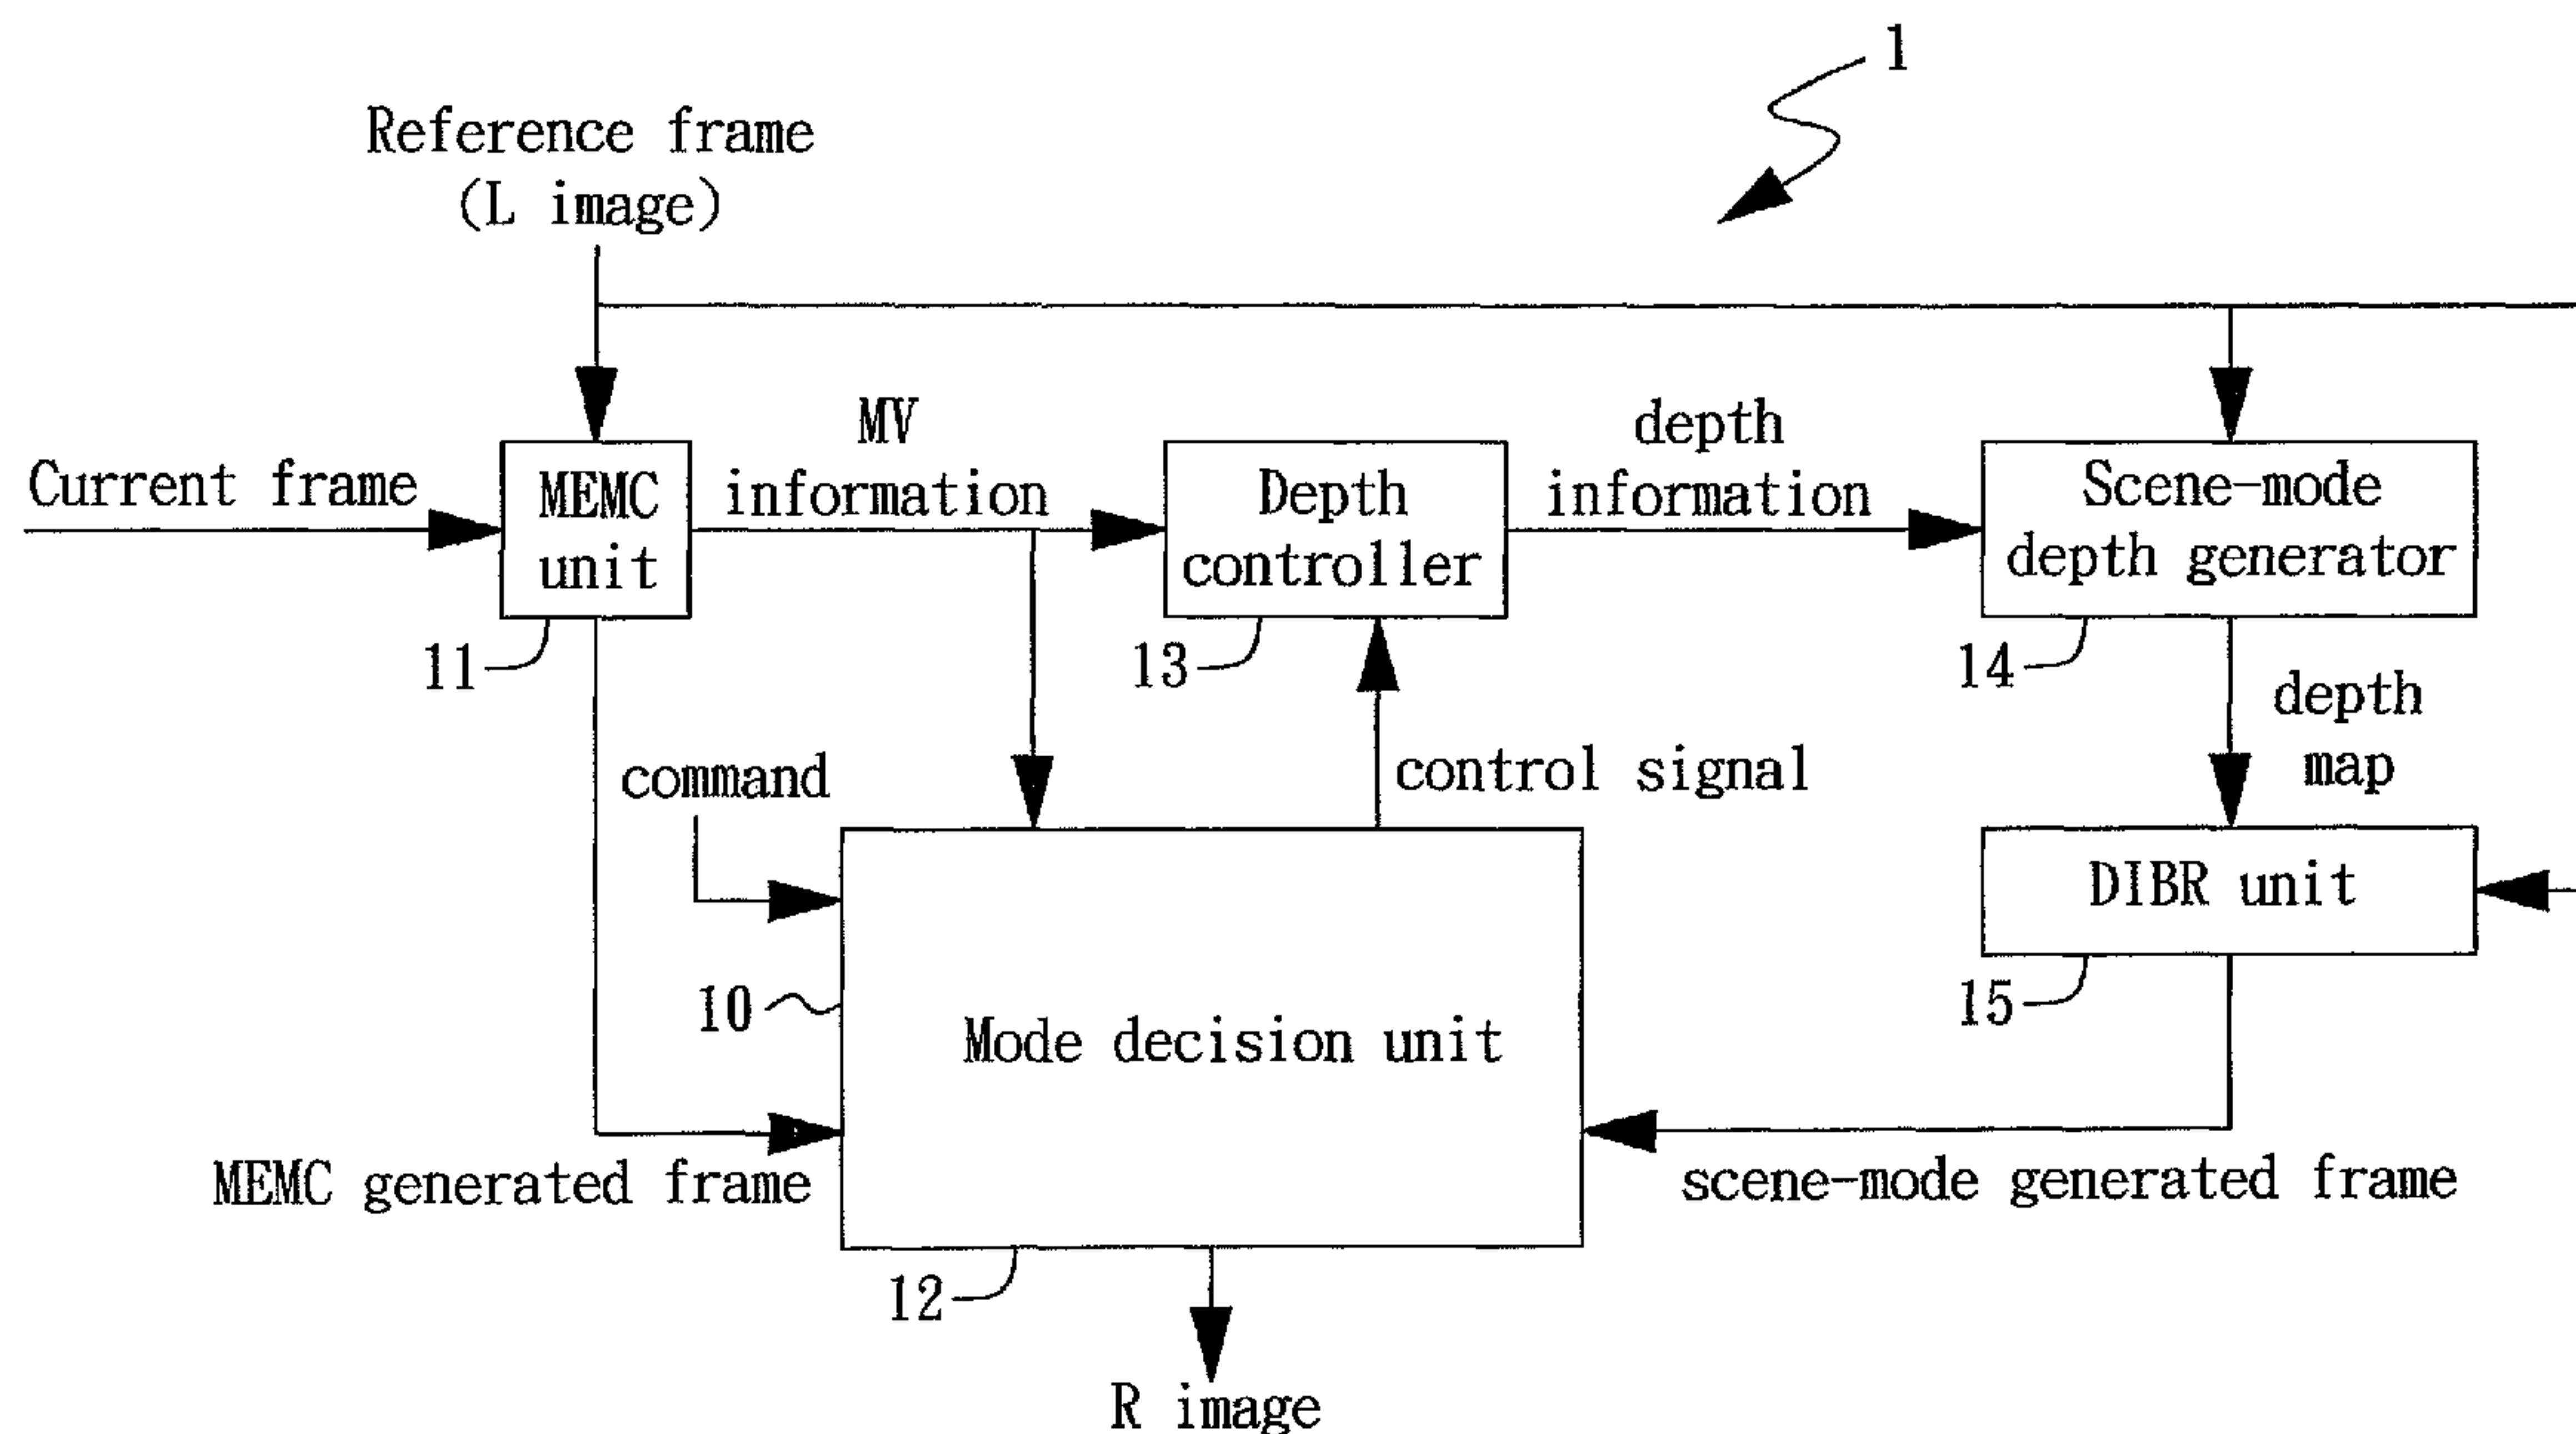 1
Reference frame
(L image)
Current frame
MEMC
unit
11
MV
information
Depth
controller
13
depth
information
Scene-mode
depth generator
14
depth
map
command
control signal
DIBR unit
15
10
Mode decision unit
MEMC generated frame
scene-mode generated frame
12
R image